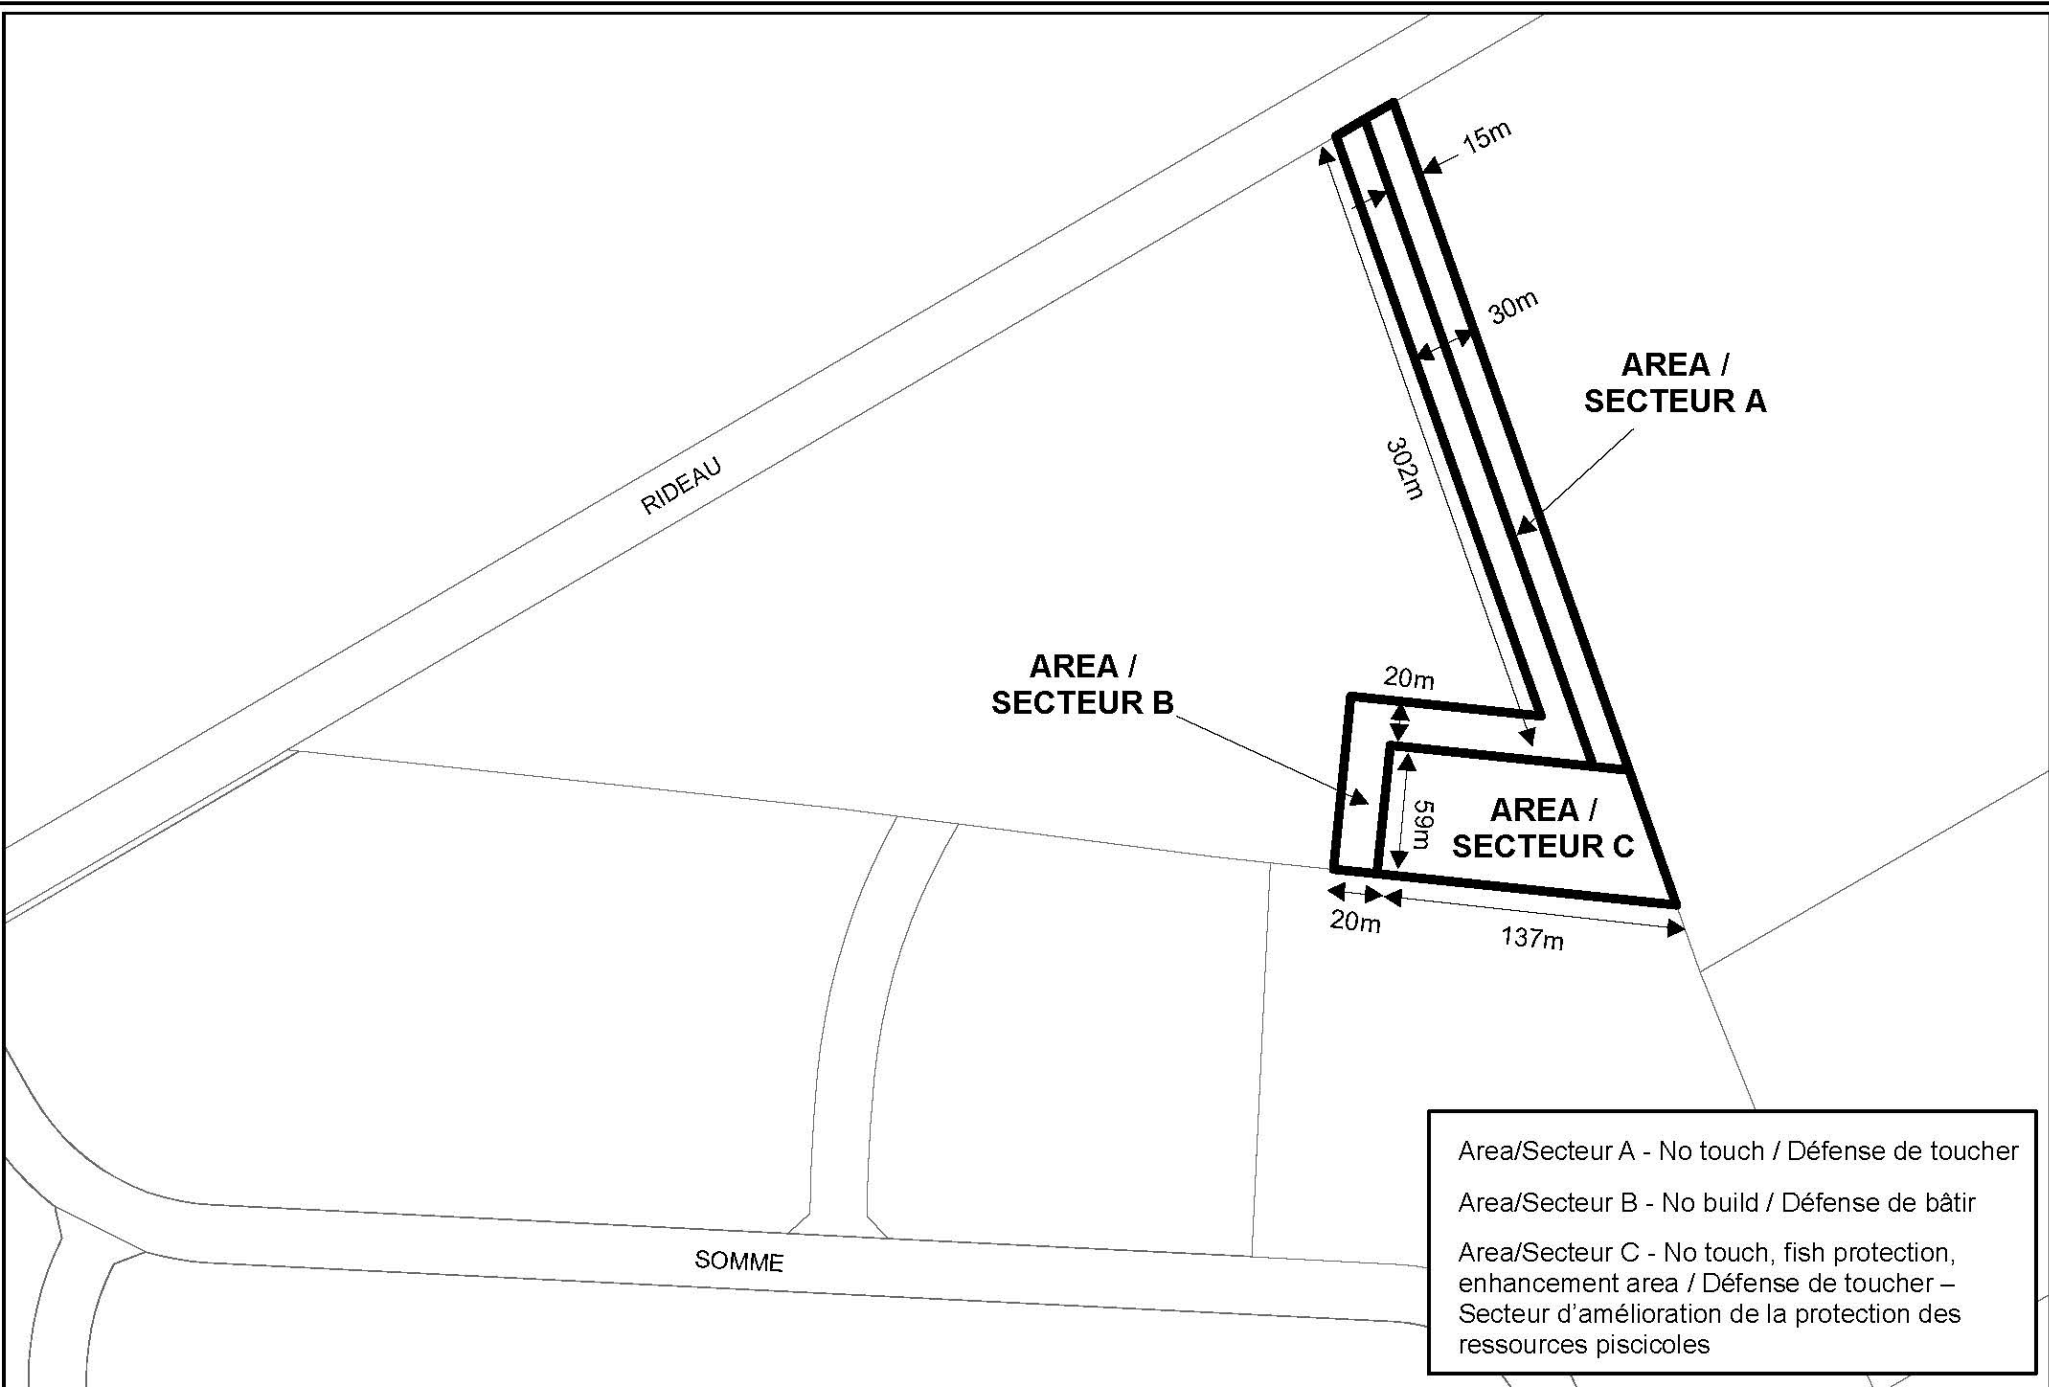 15m
30m
AREA /
SECTEUR A
302m
RIDEAU
AREA /
SECTEUR B
20m
59m
AREA /
SECTEUR C
20m
137m
SOMME
Area/Secteur A - No touch / Défense de toucher
Area/Secteur B - No build / Défense de bâtir
Area/Secteur C - No touch, fish protection,
enhancement area / Défense de toucher –
Secteur d’amélioration de la protection des
ressources piscicoles